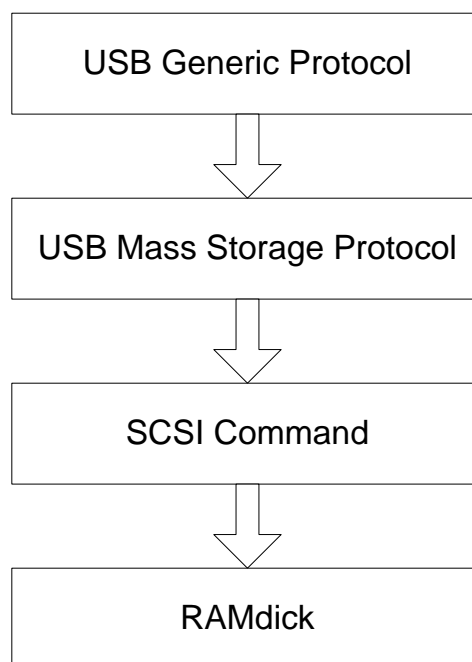 USB Generic Protocol
USB Mass Storage Protocol
SCSI Command
RAMdick